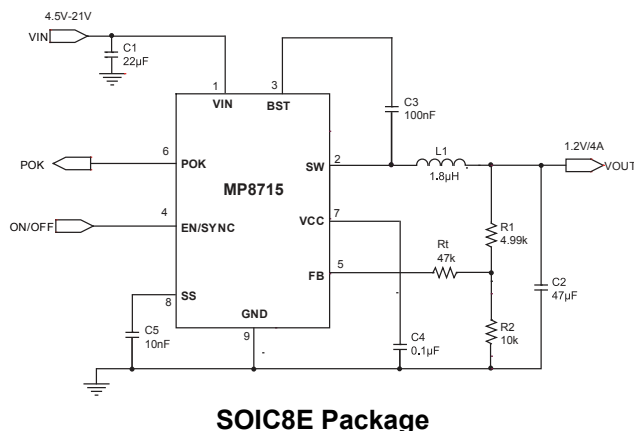 4.5V-21V
VIN
C1
22µF
1
3
VIN
BST
C3
100nF
6
POK
POK
MP8715
SW
2
L1
1.8µH
1.2V/4A
VOUT
4
ON/OFF
EN/SYNC
VCC
7
R1
4.99k
Rt
47k
FB
5
C2
47µF
SS
8
GND
9
C5
10nF
C4
0.1µF
R2
10k
SOIC8E Package